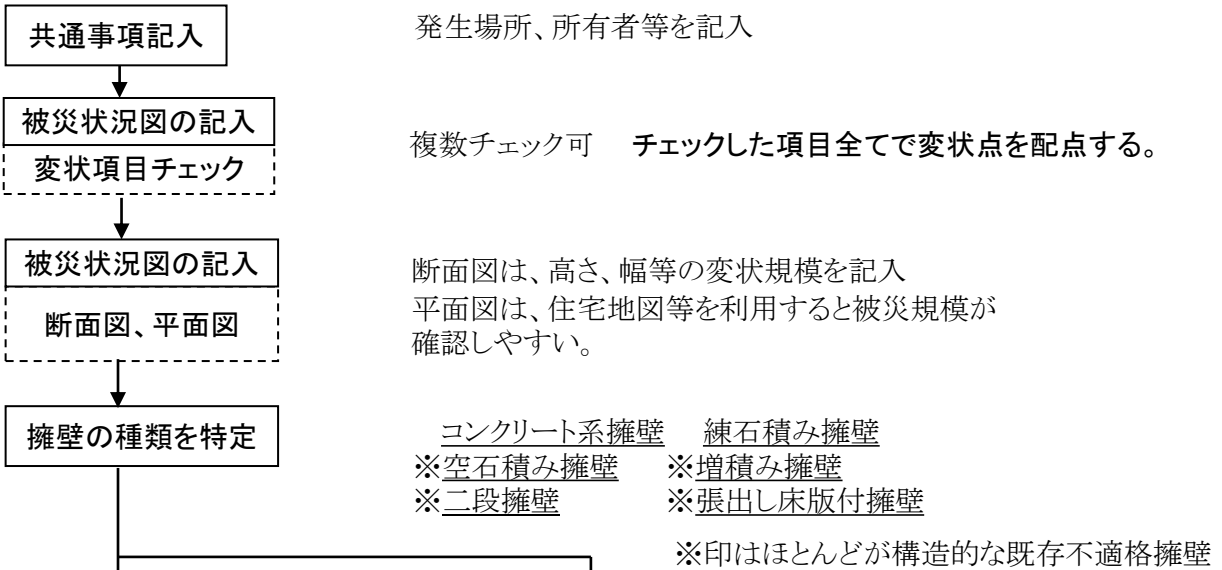 共通事項記入
発生場所、所有者等を記入
被災状況図の記入
変状項目チェック
複数チェック可　チェックした項目全てで変状点を配点する。
被災状況図の記入
断面図、平面図
断面図は、高さ、幅等の変状規模を記入
平面図は、住宅地図等を利用すると被災規模が
確認しやすい。
擁壁の種類を特定
コンクリート系擁壁　練石積み擁壁
※空石積み擁壁　※増積み擁壁
※二段擁壁　※張出し床版付擁壁
※印はほとんどが構造的な既存不適格擁壁